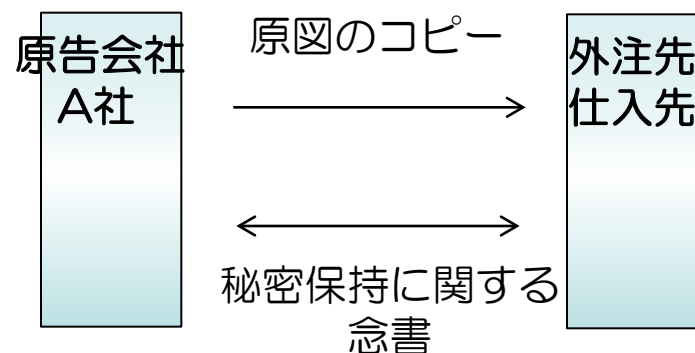 原告会社
A社
原図のコピー
外注先
仕入先
秘密保持に関する
念書